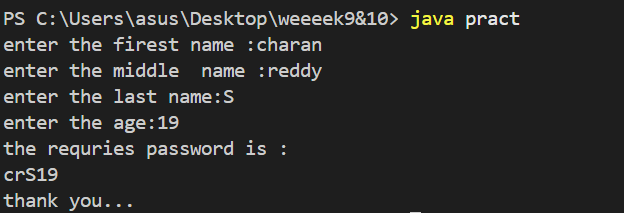 PS C:\Users\asus\Desktop\weeeek9&10> java pract
enter the firest name :charan
enter the middle  name :reddy
enter the last name:S
enter the age:19
the requries password is :
crS19
thank you...